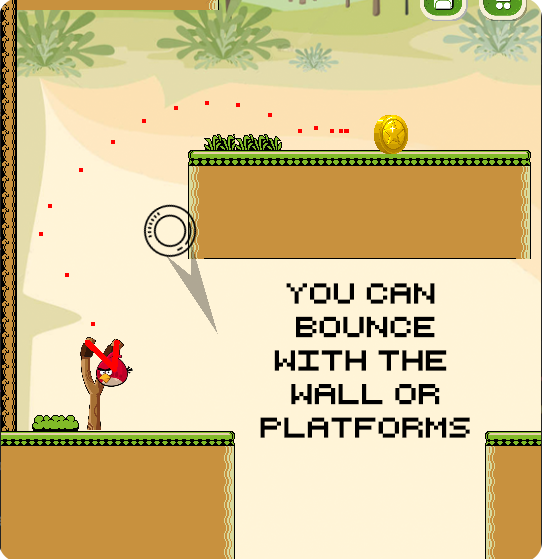 YOU CAN
BOUNCE
WITH THE
WALL OR
PLATFORMS